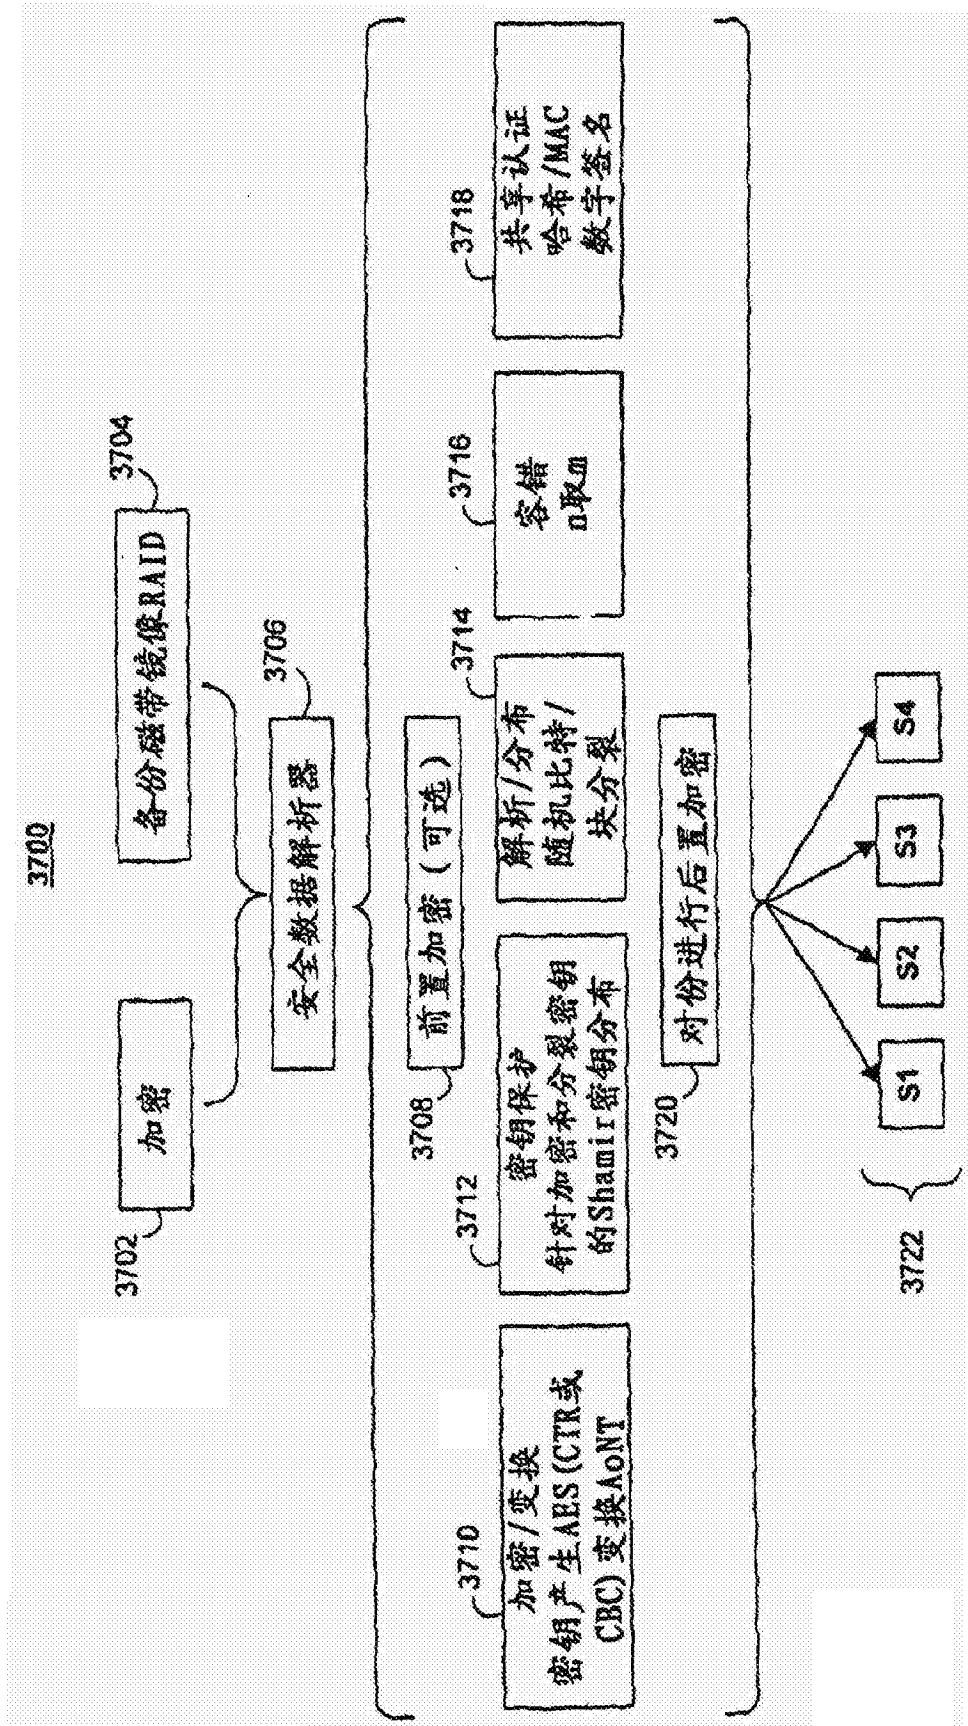 3700
3702
加密
备份磁带镜像RAID
3704
安全数据解析器
3706
前置加密(可选)
3708
3710
加密/变换
密钥产生AES(CTR或
CBC)变换AoNT
3712
密钥保护
针对加密和分裂密钥
的Shamir密钥分布
3714
解析/分布
随机比特/
块分裂
3716
容错
n取m
3718
共享认证
哈希/MAC
数字签名
3720
对份进行后置加密
3722
S1
S2
S3
S4